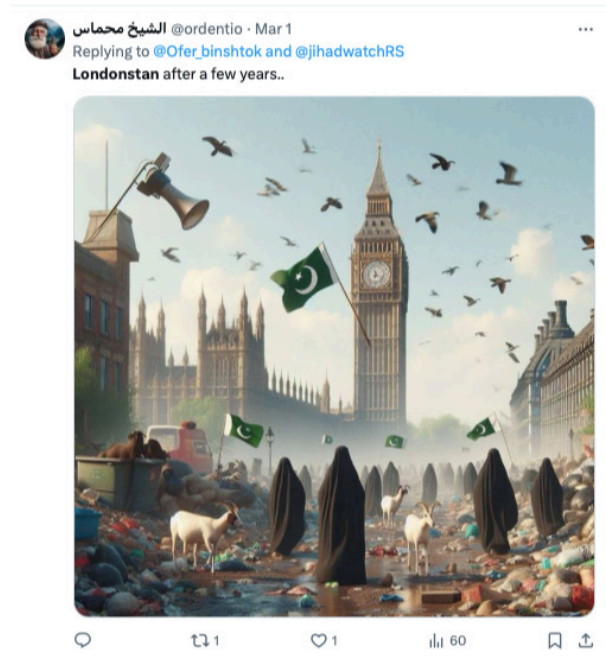 الشيخ محماس @ordentio · Mar 1
Replying to @Ofer_binshtok and @jihadwatchRS
Londonstan after a few years..
1 1 60